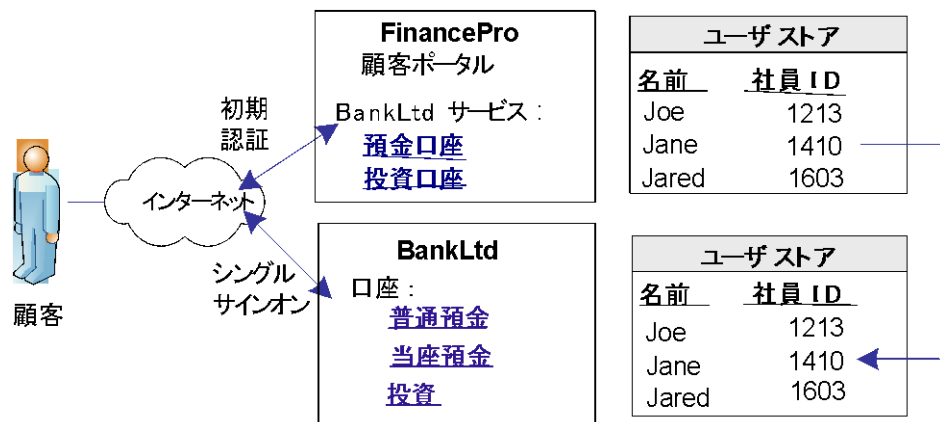 FinancePro
顧客ポータル
BankLtd サービス：
預金口座
投資口座
初期
認証
顧客
インターネット
シングル
サインオン
BankLtd
口座：
普通預金
当座預金
投資
ユーザストア
名前 社員ID
Joe 1213
Jane 1410
Jared 1603
ユーザストア
名前 社員ID
Joe 1213
Jane 1410
Jared 1603